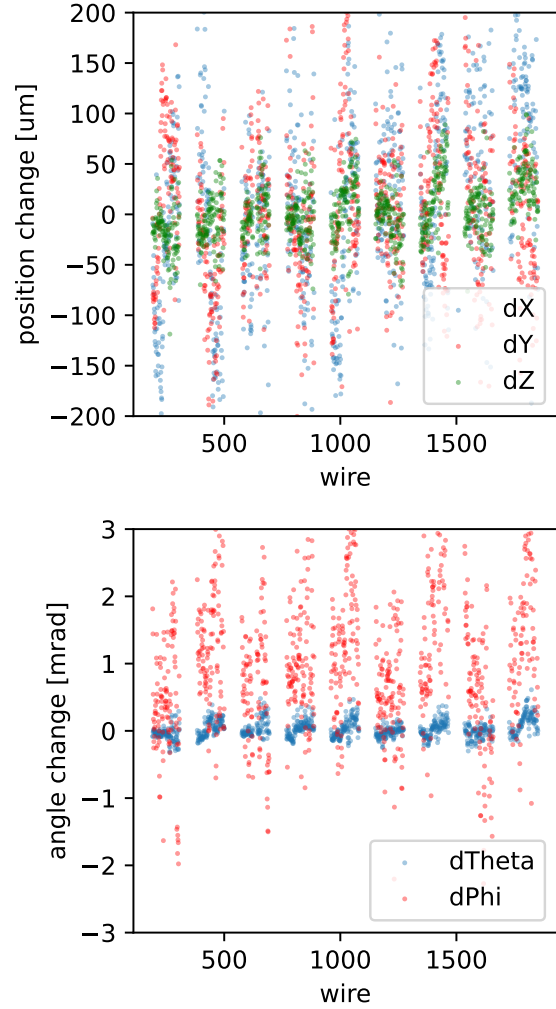 200
150
100
50
0
−50
−100
−150
−200
position change [um]
dX
dY
dZ
500
1000
1500
wire
3
2
1
0
−1
−2
−3
angle change [mrad]
dTheta
dPhi
500
1000
1500
wire